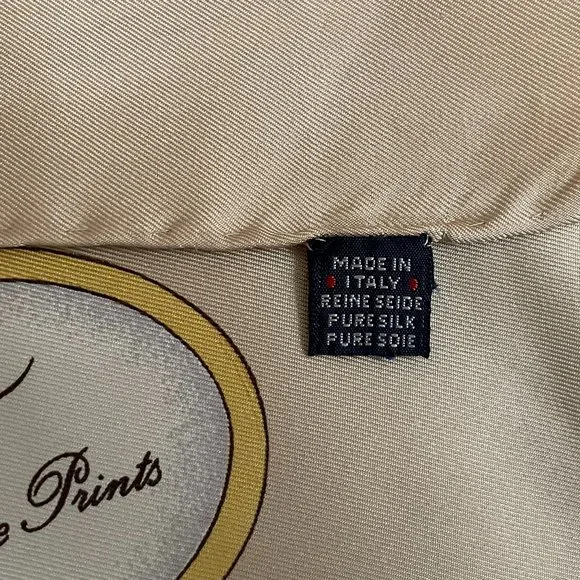 MADE IN
ITALY
REINE SEIDE
PURE SILK
PURE SOIE
e Prints